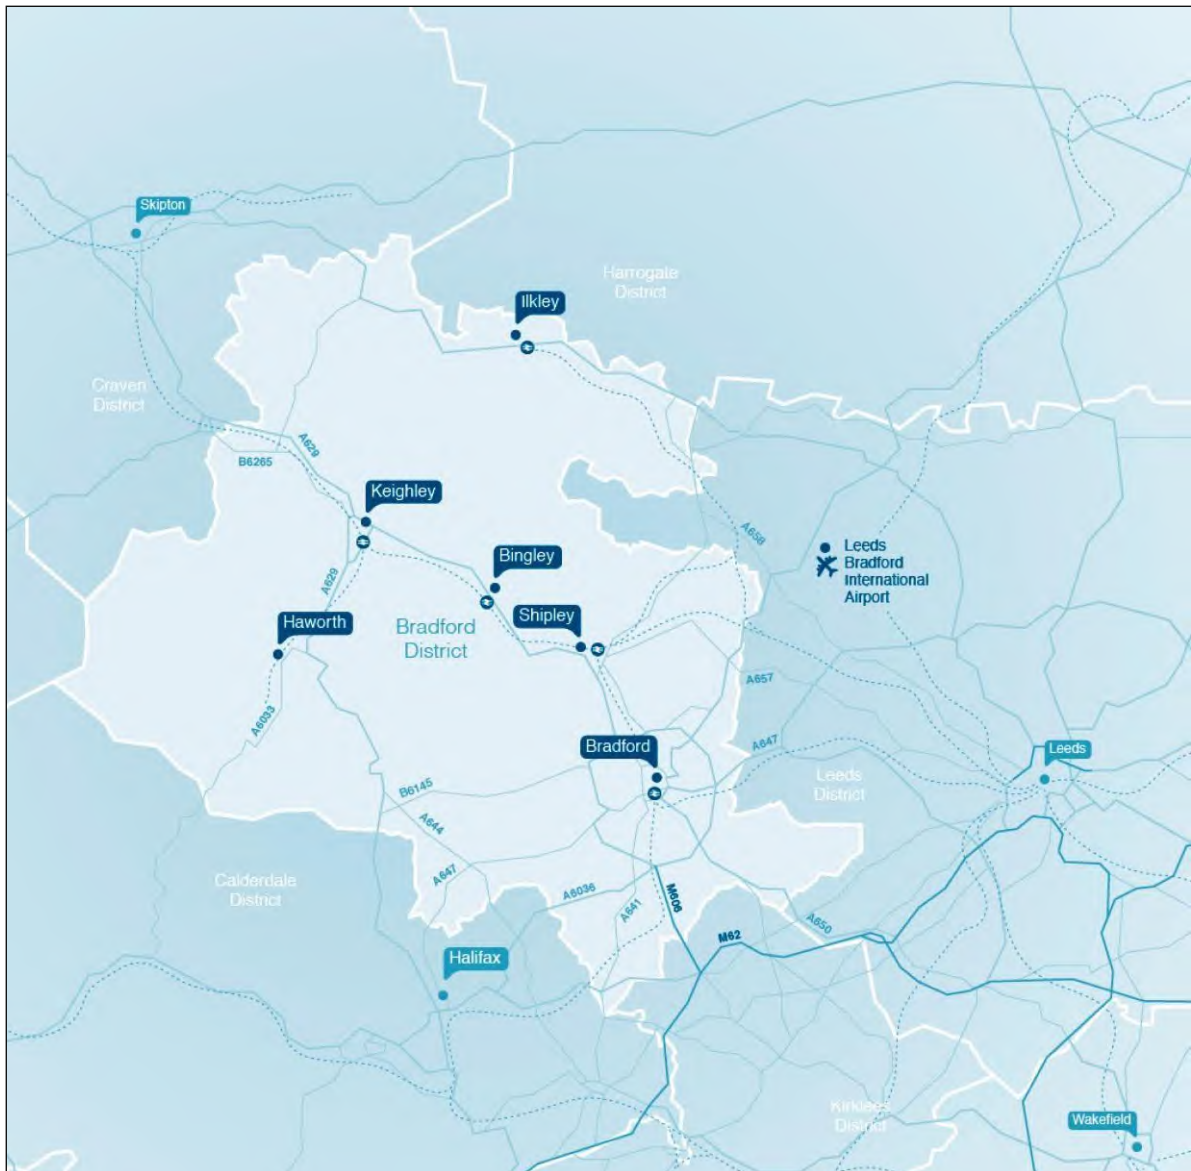 Skipton
Harrogate
District
Ilkley
Craven
District
A629
B6265
Keighley
A658
Leeds
Bradford
International
Airport
Bingley
A629
Shipley
Haworth
Bradford
District
A657
A6033
Bradford
A647
Leeds
Leeds
District
B6145
A644
A647
Calderdale
District
A6036
A641
M606
A650
M62
Halifax
Kirklees
District
Wakefield